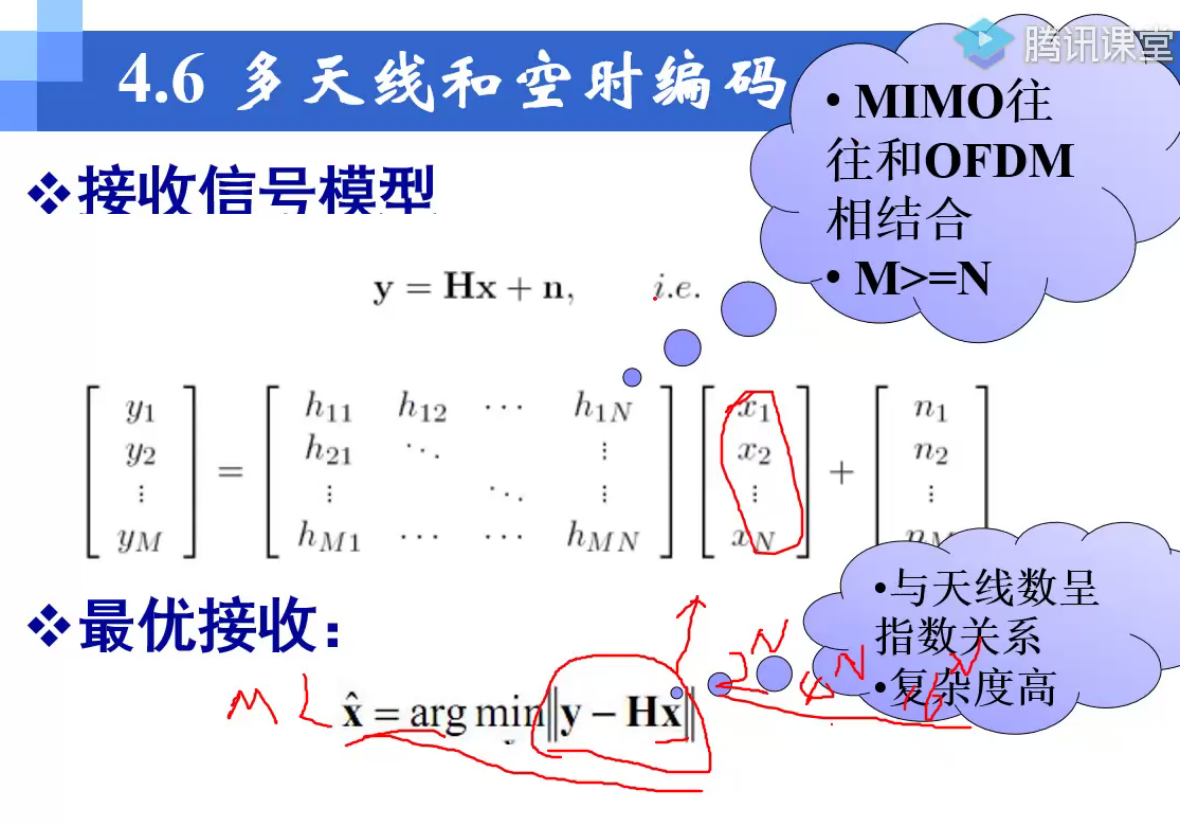 腾讯课堂
4.6 多天线和空时编码
• MIMO往
往和OFDM
相结合
• M>=N
❖接收信号模型
y = Hx + n, i.e.
[ y1 ] [ h11 h12 ⋯ h1N ] [ x1 ] [ n1 ]
[ y2 ] = [ h21 ⋱ ⋮ ] [ x2 ] + [ n2 ]
[ ⋮ ] [ ⋮ ⋱ ⋮ ] [ ⋮ ] [ ⋮ ]
[ yM ] [ hM1 ⋯ ⋯ hMN ] [ xN ] [ nM ]
•与天线数呈
指数关系
•复杂度高
❖最优接收：
2^N 4^N 16^N
ML x̂ = arg min ‖y − Hx‖